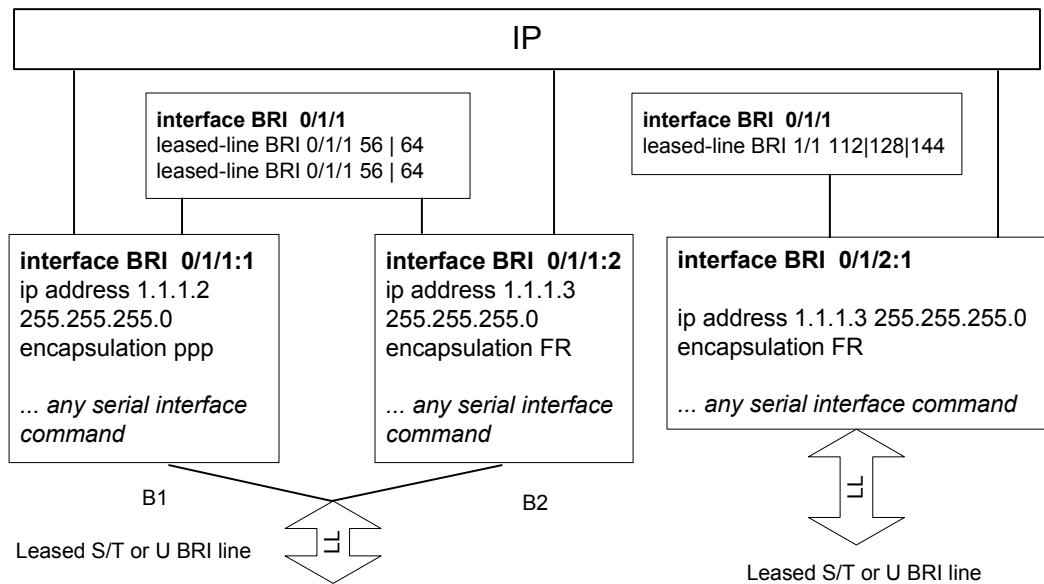 IP
interface BRI 0/1/1
leased-line BRI 0/1/1 56 | 64
leased-line BRI 0/1/1 56 | 64
interface BRI 0/1/1
leased-line BRI 1/1 112|128|144
interface BRI 0/1/1:1
ip address 1.1.1.2
255.255.255.0
encapsulation ppp
... any serial interface
command
interface BRI 0/1/1:2
ip address 1.1.1.3
255.255.255.0
encapsulation FR
... any serial interface
command
interface BRI 0/1/2:1
ip address 1.1.1.3 255.255.255.0
encapsulation FR
... any serial interface command
B1
B2
LL
Leased S/T or U BRI line
LL
Leased S/T or U BRI line